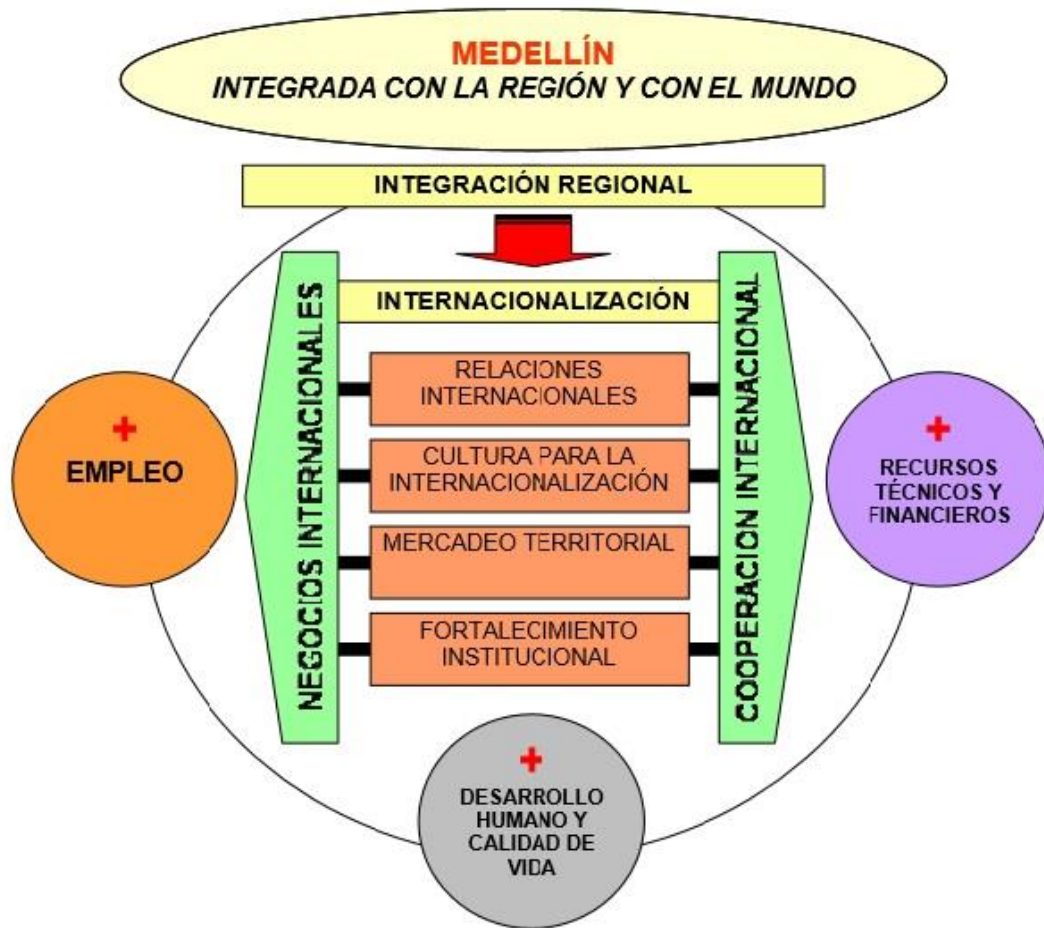 MEDELLÍN
INTEGRADA CON LA REGIÓN Y CON EL MUNDO
INTEGRACIÓN REGIONAL
INTERNACIONALIZACIÓN
NEGOCIOS INTERNACIONALES
RELACIONES
INTERNACIONALES
CULTURA PARA LA
INTERNACIONALIZACIÓN
MERCADEO TERRITORIAL
FORTALECIMIENTO
INSTITUCIONAL
COOPERACION INTERNACIONAL
+
EMPLEO
+
RECURSOS
TÉCNICOS Y
FINANCIEROS
+
DESARROLLO
HUMANO Y
CALIDAD DE
VIDA